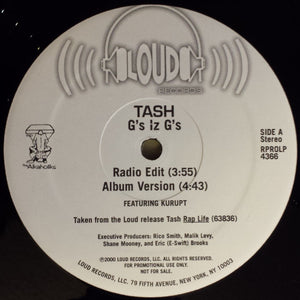 LOUD
RECORDS
TASH
G's iz G's
SIDE A
Stereo
RPROLP
4366
Radio Edit (3:55)
Album Version (4:43)
tha Alkaholiks
FEATURING KURUPT
Taken from the Loud release Tash Rap Life (63836)
Executive Producers: Rico Smith, Malik Levy,
Shane Mooney, and Eric (E-Swift) Brooks
©2000 LOUD RECORDS, LLC. ALL RIGHTS RESERVED.
FOR PROMOTIONAL USE ONLY.
NOT FOR SALE.
LOUD RECORDS, LLC, 79 FIFTH AVENUE, NEW YORK, NY 10003